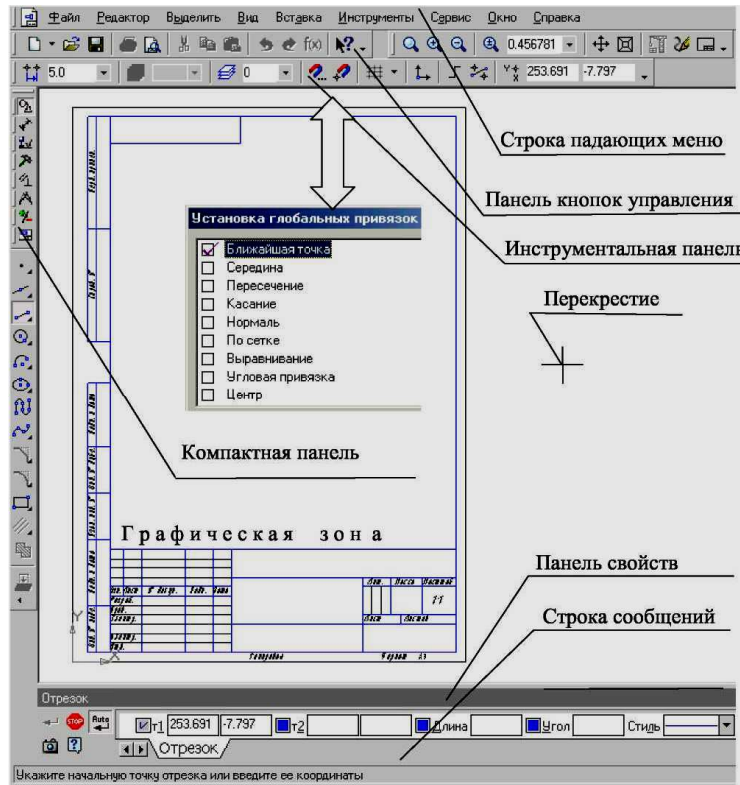 Файл Редактор Выделить Вид Вставка Инструменты Сервис Окно Справка
f(x) 0.456781
5.0 0 253.691 -7.797
Строка падающих меню
Панель кнопок управления
Установка глобальных привязок
Инструментальная панель
Ближайшая точка
Середина
Пересечение
Касание
Нормаль
По сетке
Выравнивание
Угловая привязка
Центр
Перекрестие
Компактная панель
Графическая зона
Панель свойств
Строка сообщений
Y
X
Отрезок
STOP Auto т1 253.691 -7.797 т2 Длина Угол Стиль
Отрезок
Укажите начальную точку отрезка или введите ее координаты